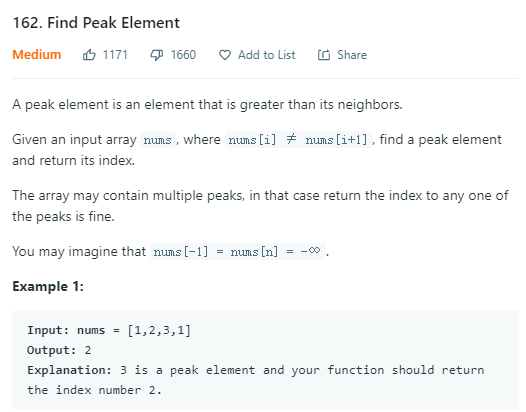 162. Find Peak Element
Medium 1171 1660 Add to List Share
A peak element is an element that is greater than its neighbors.
Given an input array nums , where nums[i] ≠ nums[i+1] , find a peak element
and return its index.
The array may contain multiple peaks, in that case return the index to any one of
the peaks is fine.
You may imagine that nums[-1] = nums[n] = -∞ .
Example 1:
Input: nums = [1,2,3,1]
Output: 2
Explanation: 3 is a peak element and your function should return
the index number 2.